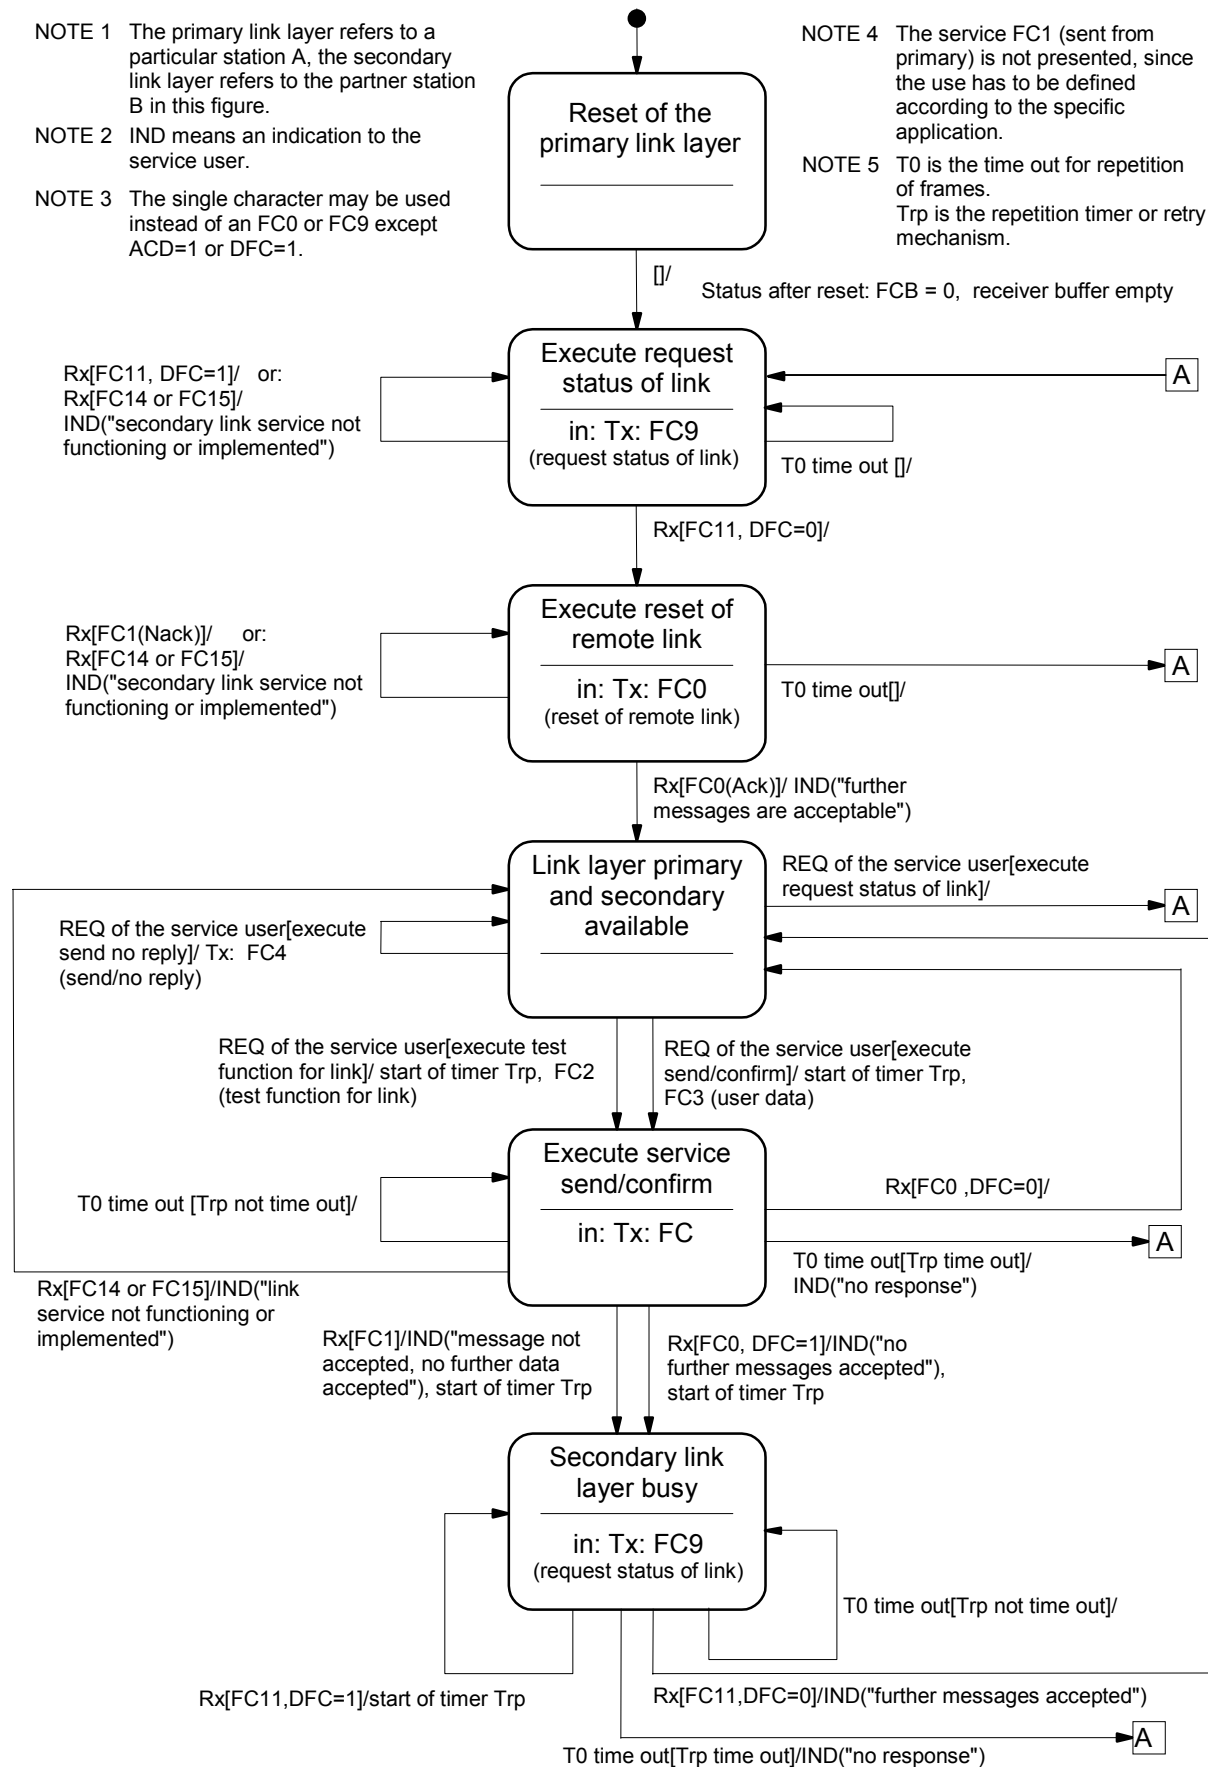 NOTE 1 The primary link layer refers to a
particular station A, the secondary
link layer refers to the partner station
B in this figure.
NOTE 2 IND means an indication to the
service user.
NOTE 3 The single character may be used
instead of an FC0 or FC9 except
ACD=1 or DFC=1.
NOTE 4 The service FC1 (sent from
primary) is not presented, since
the use has to be defined
according to the specific
application.
NOTE 5 T0 is the time out for repetition
of frames.
Trp is the repetition timer or retry
mechanism.
Reset of the
primary link layer
[]/
Status after reset: FCB = 0, receiver buffer empty
Rx[FC11, DFC=1]/ or:
Rx[FC14 or FC15]/
IND("secondary link service not
functioning or implemented")
Execute request
status of link
in: Tx: FC9
(request status of link)
A
T0 time out []/
Rx[FC11, DFC=0]/
Rx[FC1(Nack)]/ or:
Rx[FC14 or FC15]/
IND("secondary link service not
functioning or implemented")
Execute reset of
remote link
in: Tx: FC0
(reset of remote link)
A
T0 time out[]/
Rx[FC0(Ack)]/ IND("further
messages are acceptable")
Link layer primary
and secondary
available
REQ of the service user[execute
request status of link]/
A
REQ of the service user[execute
send no reply]/ Tx: FC4
(send/no reply)
REQ of the service user[execute test
function for link]/ start of timer Trp, FC2
(test function for link)
REQ of the service user[execute
send/confirm]/ start of timer Trp,
FC3 (user data)
Execute service
send/confirm
in: Tx: FC
T0 time out [Trp not time out]/
Rx[FC0 ,DFC=0]/
A
T0 time out[Trp time out]/
IND("no response")
Rx[FC14 or FC15]/IND("link
service not functioning or
implemented")
Rx[FC1]/IND("message not
accepted, no further data
accepted"), start of timer Trp
Rx[FC0, DFC=1]/IND("no
further messages accepted"),
start of timer Trp
Secondary link
layer busy
in: Tx: FC9
(request status of link)
T0 time out[Trp not time out]/
Rx[FC11,DFC=1]/start of timer Trp
Rx[FC11,DFC=0]/IND("further messages accepted")
A
T0 time out[Trp time out]/IND("no response")